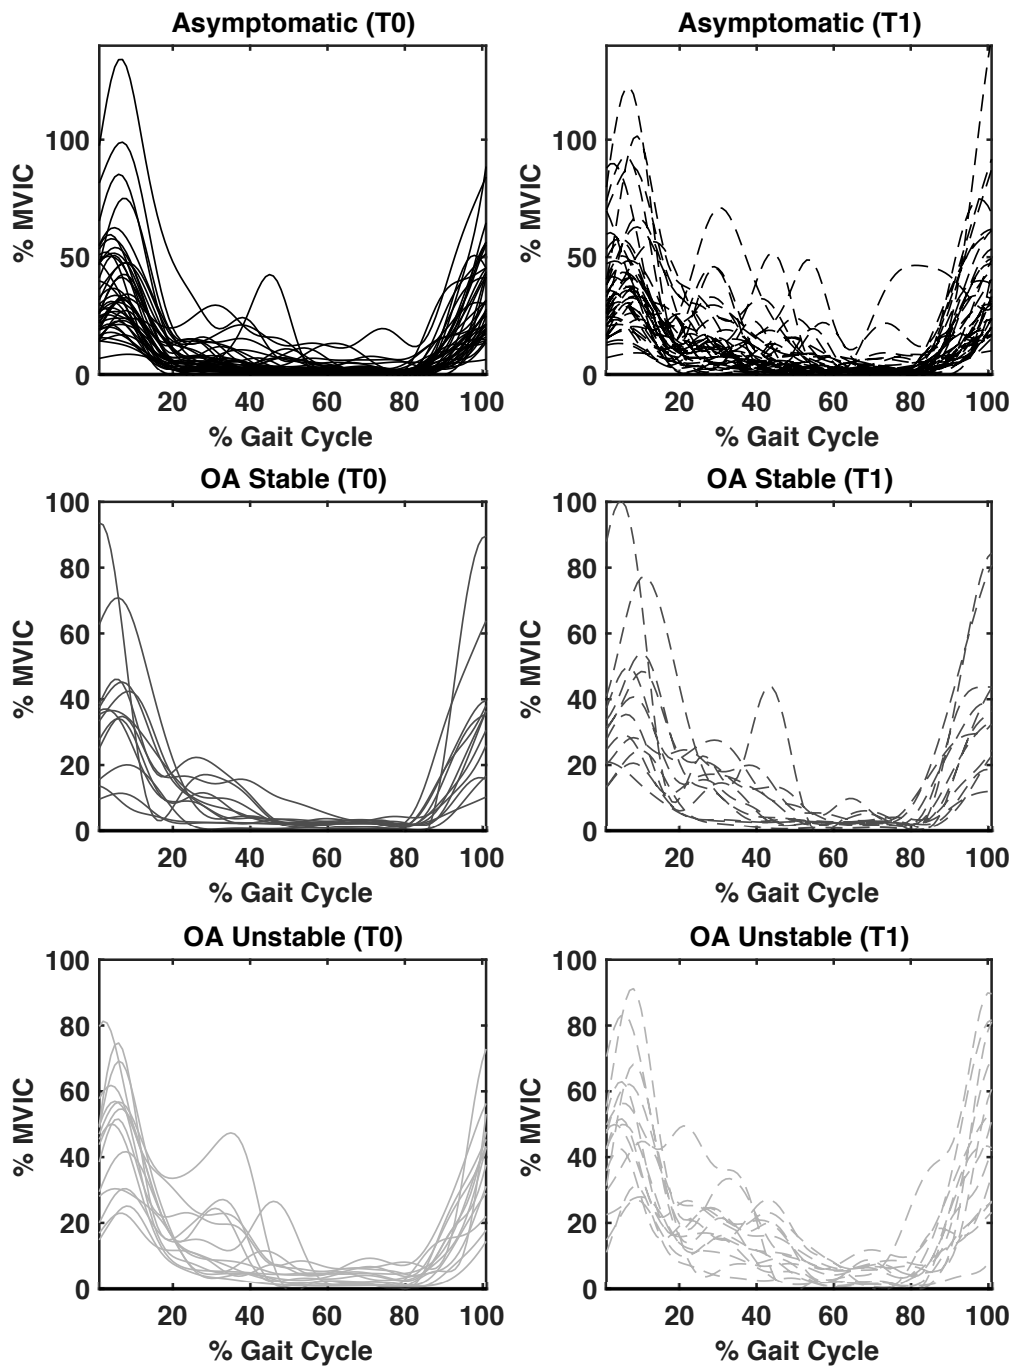 Asymptomatic (T0)
Asymptomatic (T1)
% MVIC
100
50
0
20 40 60 80 100
% Gait Cycle
% MVIC
100
50
0
20 40 60 80 100
% Gait Cycle
OA Stable (T0)
OA Stable (T1)
% MVIC
100
80
60
40
20
0
20 40 60 80 100
% Gait Cycle
% MVIC
100
80
60
40
20
0
20 40 60 80 100
% Gait Cycle
OA Unstable (T0)
OA Unstable (T1)
% MVIC
100
80
60
40
20
0
20 40 60 80 100
% Gait Cycle
% MVIC
100
80
60
40
20
0
20 40 60 80 100
% Gait Cycle